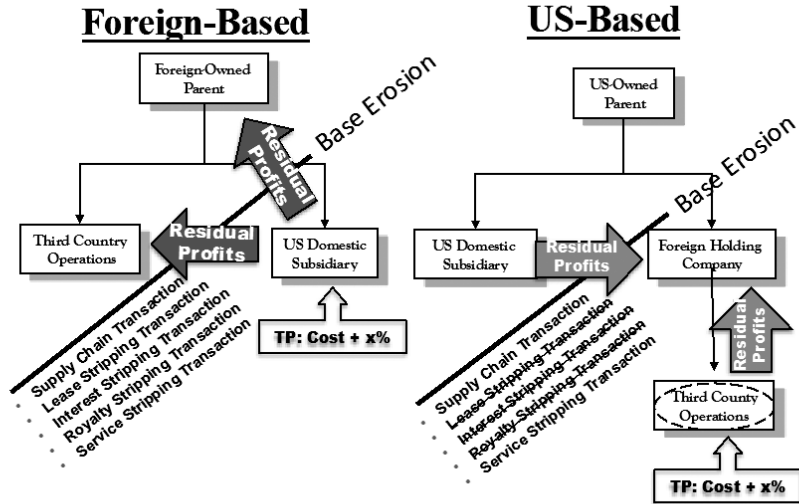 Foreign-Based
Foreign-Owned
Parent
Base Erosion
Residual
Profits
Third Country
Operations
Residual
Profits
US Domestic
Subsidiary
TP: Cost + x%
• Supply Chain Transaction
• Lease Stripping Transaction
• Interest Stripping Transaction
• Royalty Stripping Transaction
• Service Stripping Transaction
US-Based
US-Owned
Parent
Base Erosion
US Domestic
Subsidiary
Residual
Profits
Foreign Holding
Company
Residual
Profits
• Supply Chain Transaction
• Lease Stripping Transaction
• Interest Stripping Transaction
• Royalty Stripping Transaction
• Service Stripping Transaction
Third County
Operations
TP: Cost + x%